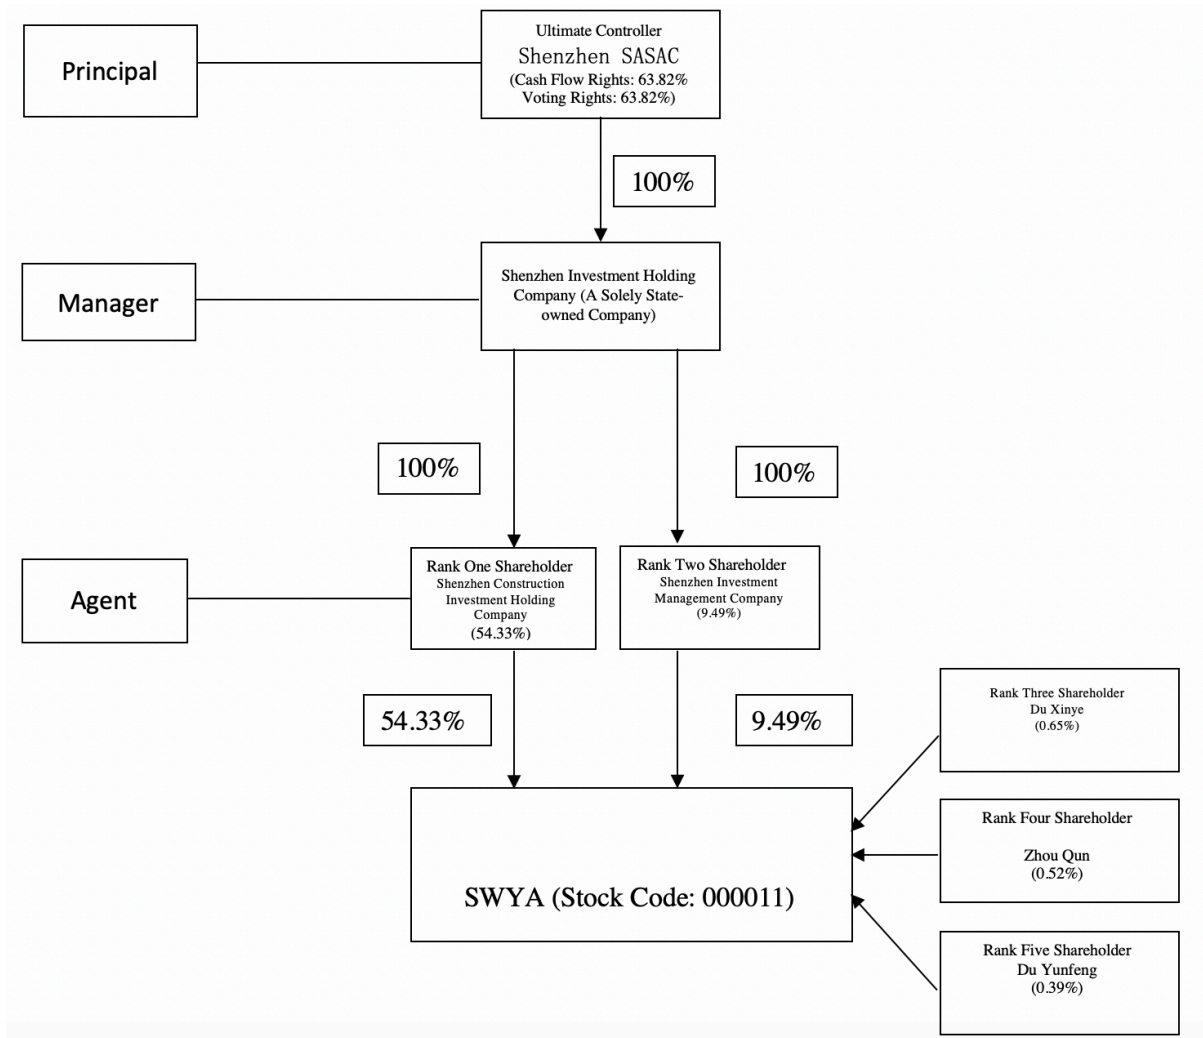 Principal
Ultimate Controller
Shenzhen SASAC
(Cash Flow Rights: 63.82%
Voting Rights: 63.82%)
100%
Manager
Shenzhen Investment Holding
Company (A Solely State-
owned Company)
100%
100%
Agent
Rank One Shareholder
Shenzhen Construction
Investment Holding
Company
(54.33%)
Rank Two Shareholder
Shenzhen Investment
Management Company
(9.49%)
54.33%
9.49%
Rank Three Shareholder
Du Xinye
(0.65%)
Rank Four Shareholder
Zhou Qun
(0.52%)
SWYA (Stock Code: 000011)
Rank Five Shareholder
Du Yunfeng
(0.39%)